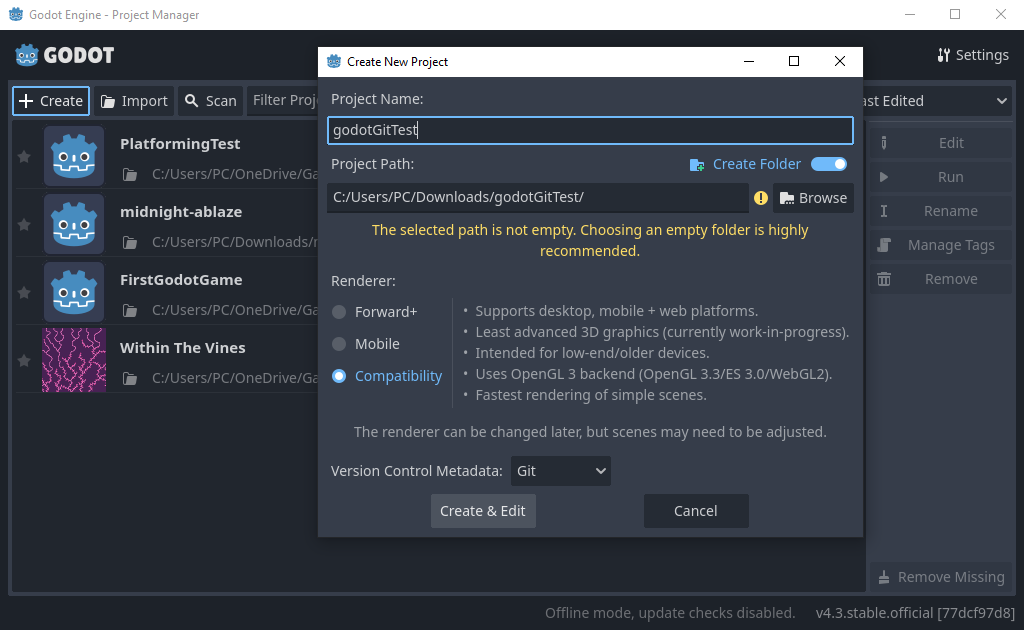 Godot Engine - Project Manager
GODOT
Settings
Create
Import
Scan
Filter Proj
ast Edited
PlatformingTest
C:/Users/PC/OneDrive/Ga
midnight-ablaze
C:/Users/PC/Downloads/r
FirstGodotGame
C:/Users/PC/OneDrive/Ga
Within The Vines
C:/Users/PC/OneDrive/Ga
Create New Project
Project Name:
godotGitTest
Project Path:
Create Folder
C:/Users/PC/Downloads/godotGitTest/
Browse
The selected path is not empty. Choosing an empty folder is highly
recommended.
Renderer:
Forward+
Mobile
Compatibility
• Supports desktop, mobile + web platforms.
• Least advanced 3D graphics (currently work-in-progress).
• Intended for low-end/older devices.
• Uses OpenGL 3 backend (OpenGL 3.3/ES 3.0/WebGL2).
• Fastest rendering of simple scenes.
The renderer can be changed later, but scenes may need to be adjusted.
Version Control Metadata:
Git
Create & Edit
Cancel
Edit
Run
Rename
Manage Tags
Remove
Remove Missing
Offline mode, update checks disabled.
v4.3.stable.official [77dcf97d8]